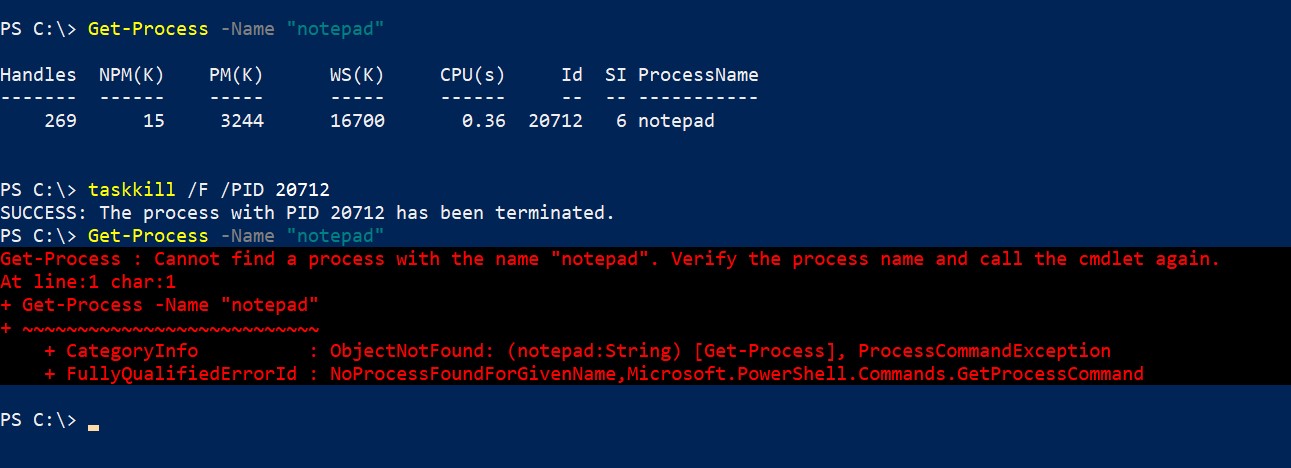 PS C:\> Get-Process -Name "notepad"
Handles  NPM(K)    PM(K)      WS(K)     CPU(s)     Id  SI ProcessName
-------  ------    -----      -----     ------     --  -- -----------
    269      15     3244      16700       0.36  20712   6 notepad
PS C:\> taskkill /F /PID 20712
SUCCESS: The process with PID 20712 has been terminated.
PS C:\> Get-Process -Name "notepad"
Get-Process : Cannot find a process with the name "notepad". Verify the process name and call the cmdlet again.
At line:1 char:1
+ Get-Process -Name "notepad"
+ ~~~~~~~~~~~~~~~~~~~~~~~~~~~
    + CategoryInfo          : ObjectNotFound: (notepad:String) [Get-Process], ProcessCommandException
    + FullyQualifiedErrorId : NoProcessFoundForGivenName,Microsoft.PowerShell.Commands.GetProcessCommand
PS C:\>